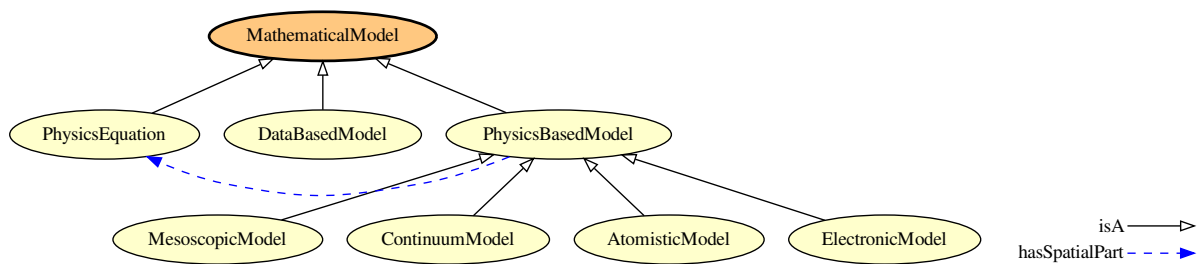 MathematicalModel
PhysicsEquation
DataBasedModel
PhysicsBasedModel
MesoscopicModel
ContinuumModel
AtomisticModel
ElectronicModel
isA
hasSpatialPart